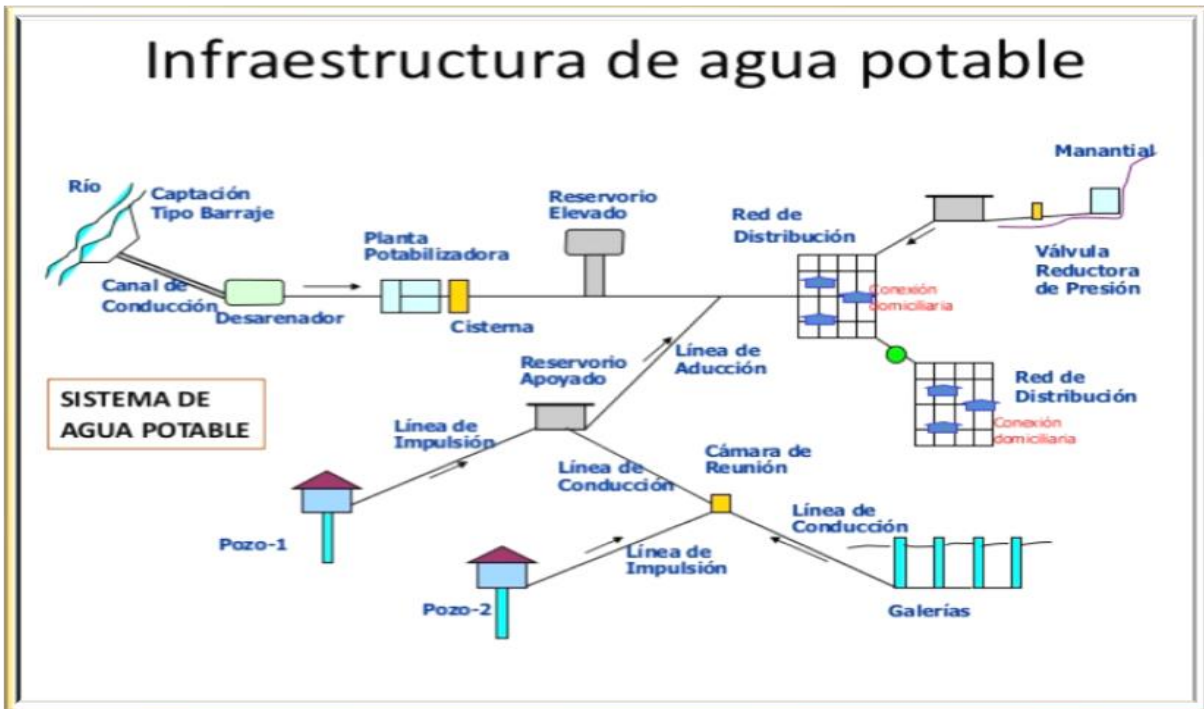 Infraestructura de agua potable
Río
Captación
Tipo Barraje
Canal de
Conducción
Desarenador
Planta
Potabilizadora
Cisterna
Reservorio
Elevado
Red de
Distribución
Conexión
domiciliaria
Manantial
Válvula
Reductora
de Presión
Reservorio
Apoyado
Línea de
Aducción
Red de
Distribución
Conexión
domiciliaria
SISTEMA DE
AGUA POTABLE
Línea de
Impulsión
Línea de
Conducción
Cámara de
Reunión
Línea de
Conducción
Pozo-1
Línea de
Impulsión
Pozo-2
Galerías